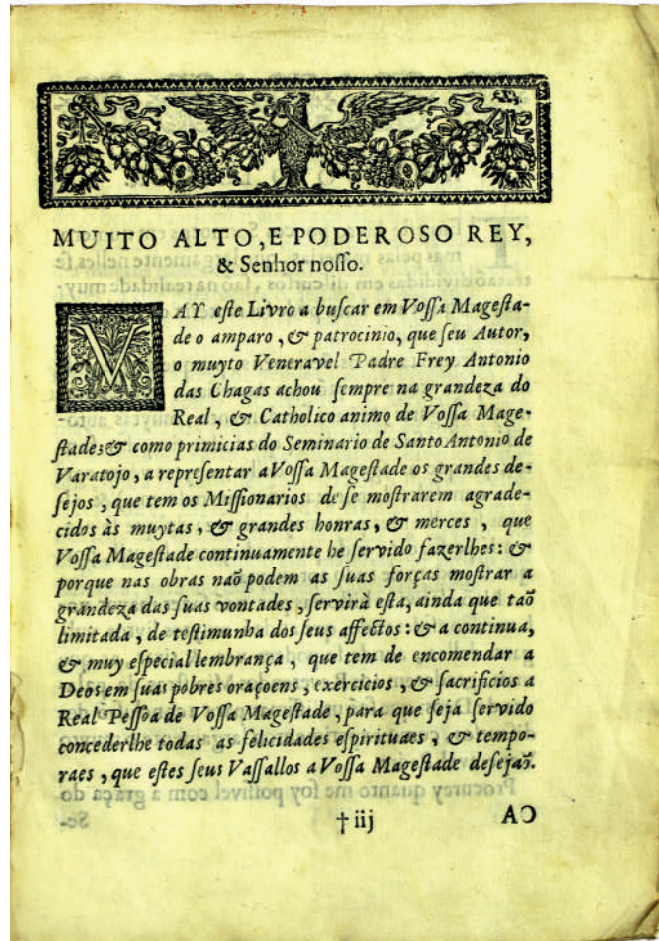 MUITO ALTO, E PODEROSO REY,
& Senhor nosso.
VAY este Livro a buscar em Vossa Magesta-
de o amparo, & patrocinio, que seu Autor,
o muyto Veneravel Padre Frey Antonio
das Chagas achou sempre na grandeza do
Real, & Catholico animo de Vossa Mage-
stade; & como primicias do Seminario de Santo Antonio de
Varatojo, a representar a Vossa Magestade os grandes de-
sejos, que tem os Missionarios de se mostrarem agrade-
cidos às muytas, & grandes honras, & merces, que
Vossa Magestade continuamente he servido fazerlhes: &
porque nas obras naõ podem as suas forças mostrar a
grandeza das suas vontades, servirà esta, ainda que taõ
limitada, de testimunha dos seus affectos: & a continua,
& muy especial lembrança, que tem de encomendar a
Deos em suas pobres oraçoens, exercicios, & sacrificios a
Real Pessoa de Vossa Magestade, para que seja servido
concederlhe todas as felicidades espirituaes, & tempo-
raes, que estes seus Vassallos a Vossa Magestade desejaõ.
† iij AO